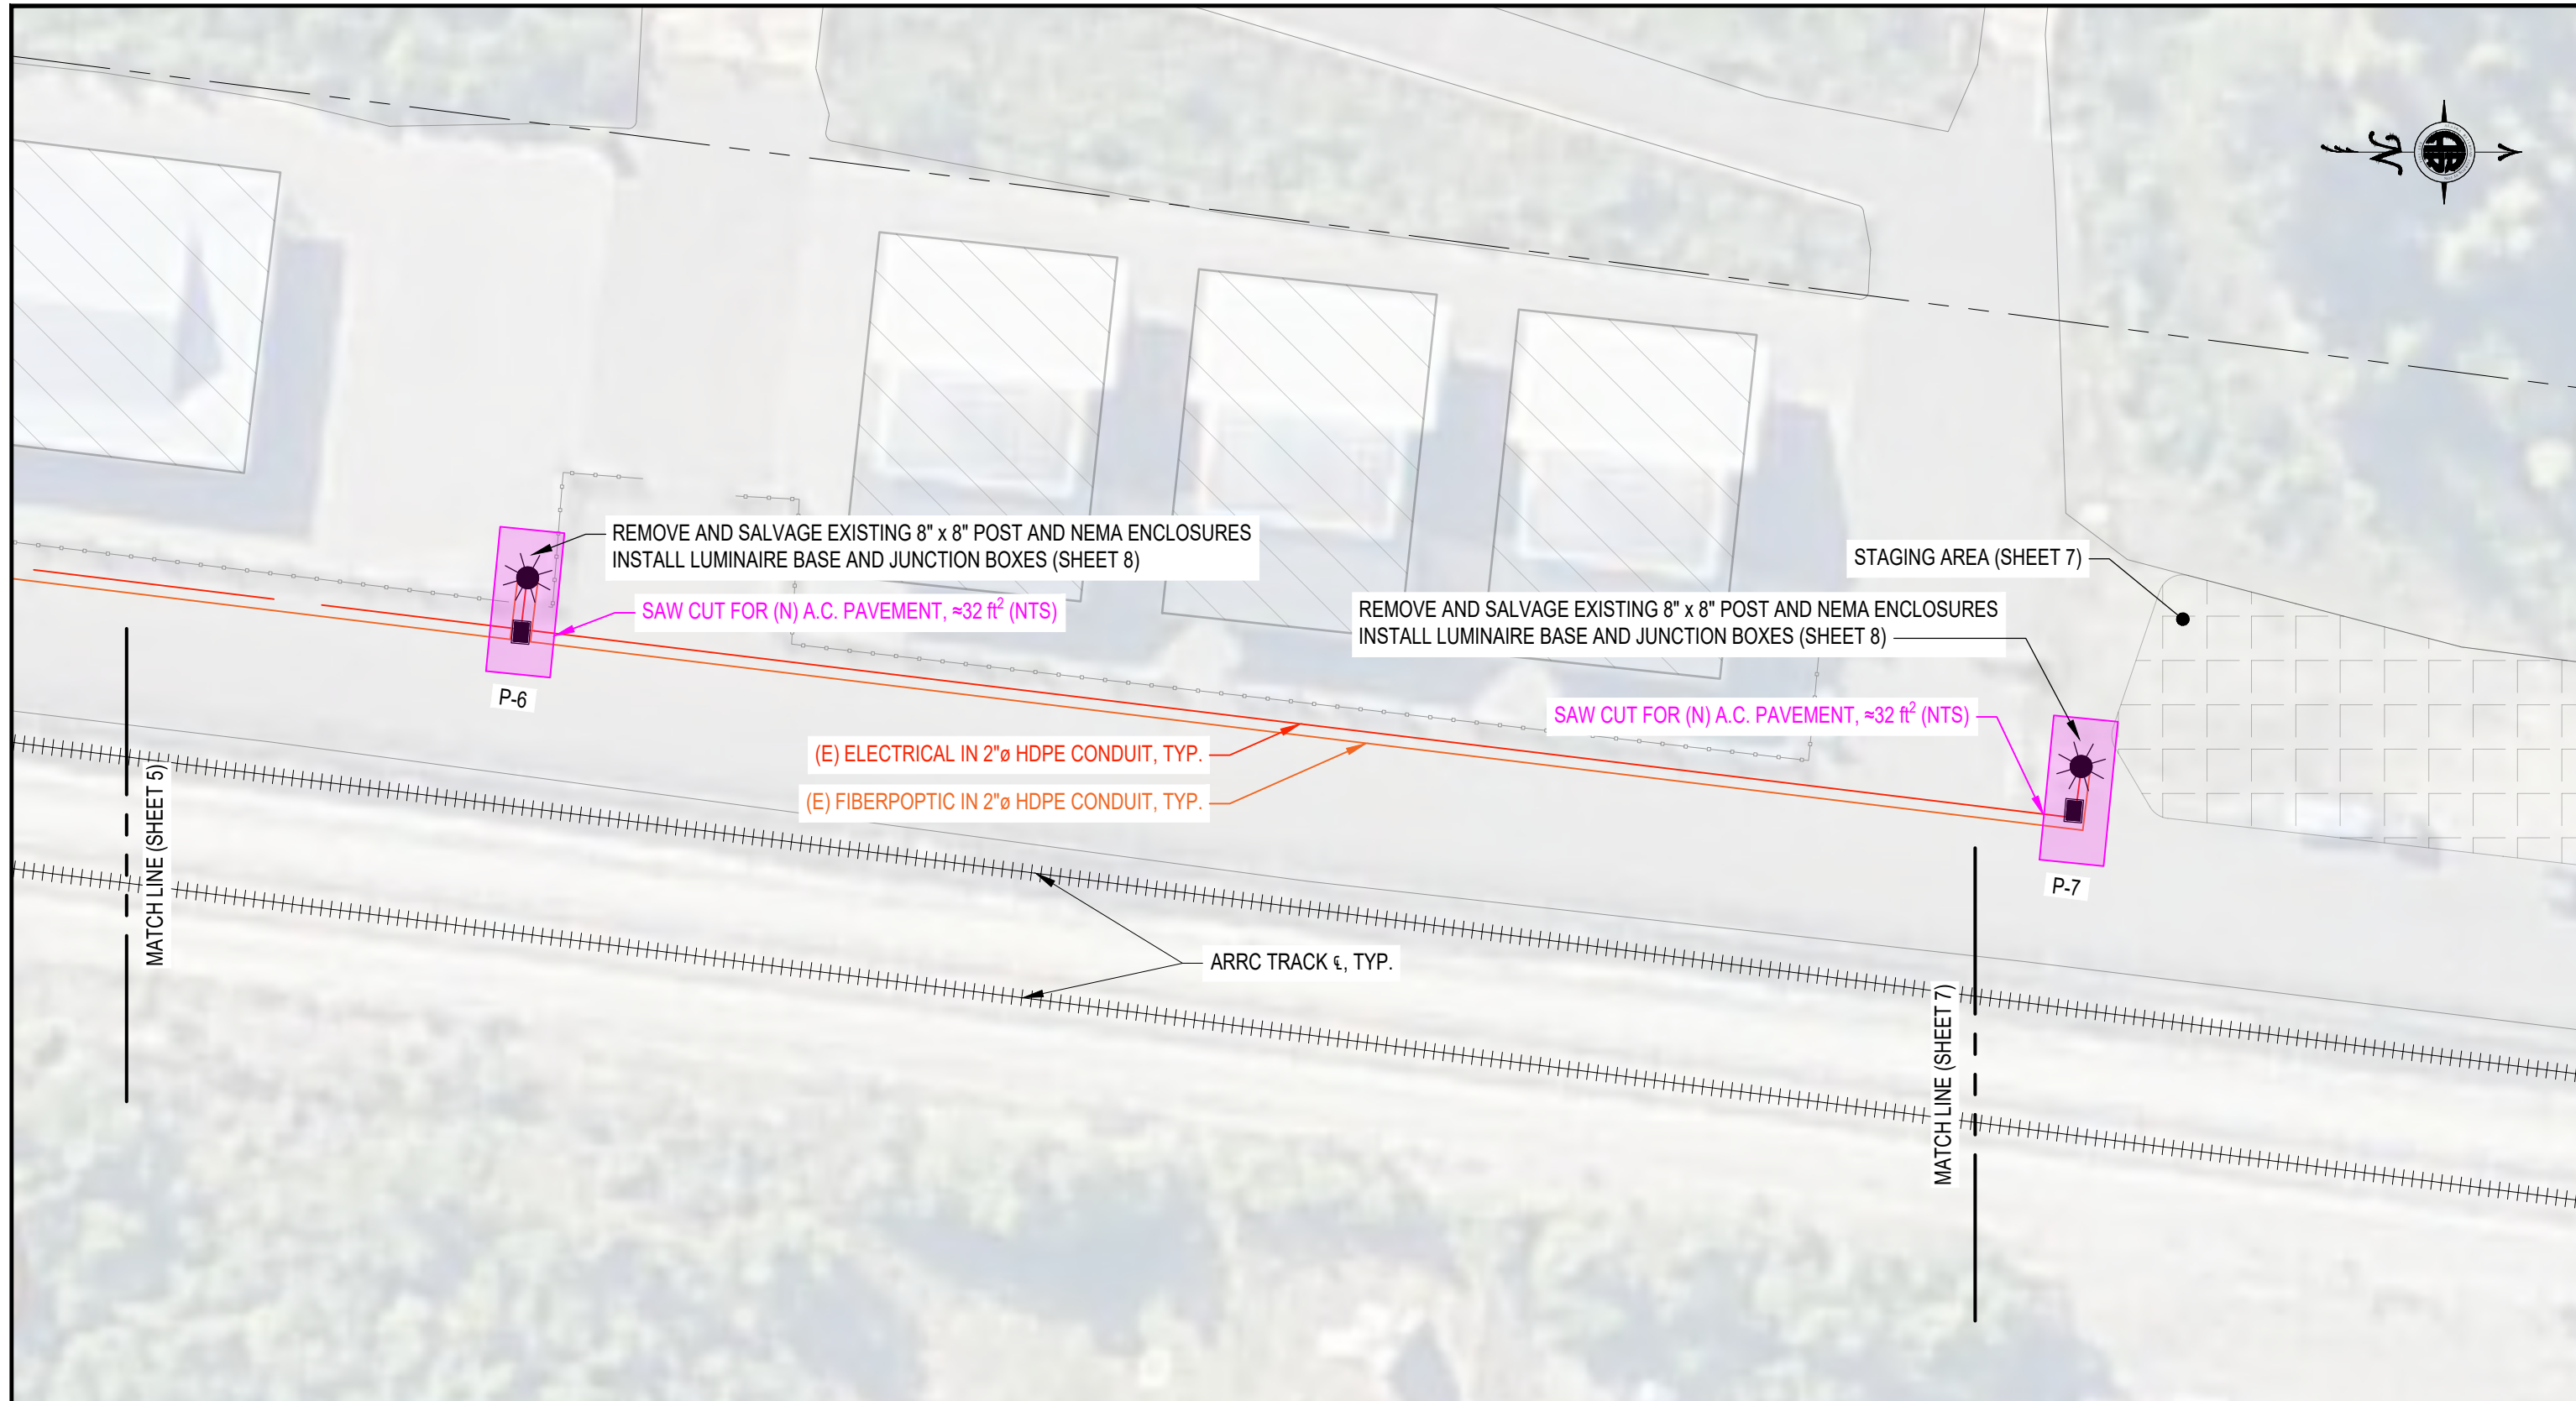 N
REMOVE AND SALVAGE EXISTING 8" x 8" POST AND NEMA ENCLOSURES
INSTALL LUMINAIRE BASE AND JUNCTION BOXES (SHEET 8)
SAW CUT FOR (N) A.C. PAVEMENT, ≈32 ft² (NTS)
P-6
STAGING AREA (SHEET 7)
REMOVE AND SALVAGE EXISTING 8" x 8" POST AND NEMA ENCLOSURES
INSTALL LUMINAIRE BASE AND JUNCTION BOXES (SHEET 8)
SAW CUT FOR (N) A.C. PAVEMENT, ≈32 ft² (NTS)
P-7
(E) ELECTRICAL IN 2"ø HDPE CONDUIT, TYP.
(E) FIBERPOPTIC IN 2"ø HDPE CONDUIT, TYP.
MATCH LINE (SHEET 5)
ARRC TRACK ℄, TYP.
MATCH LINE (SHEET 7)